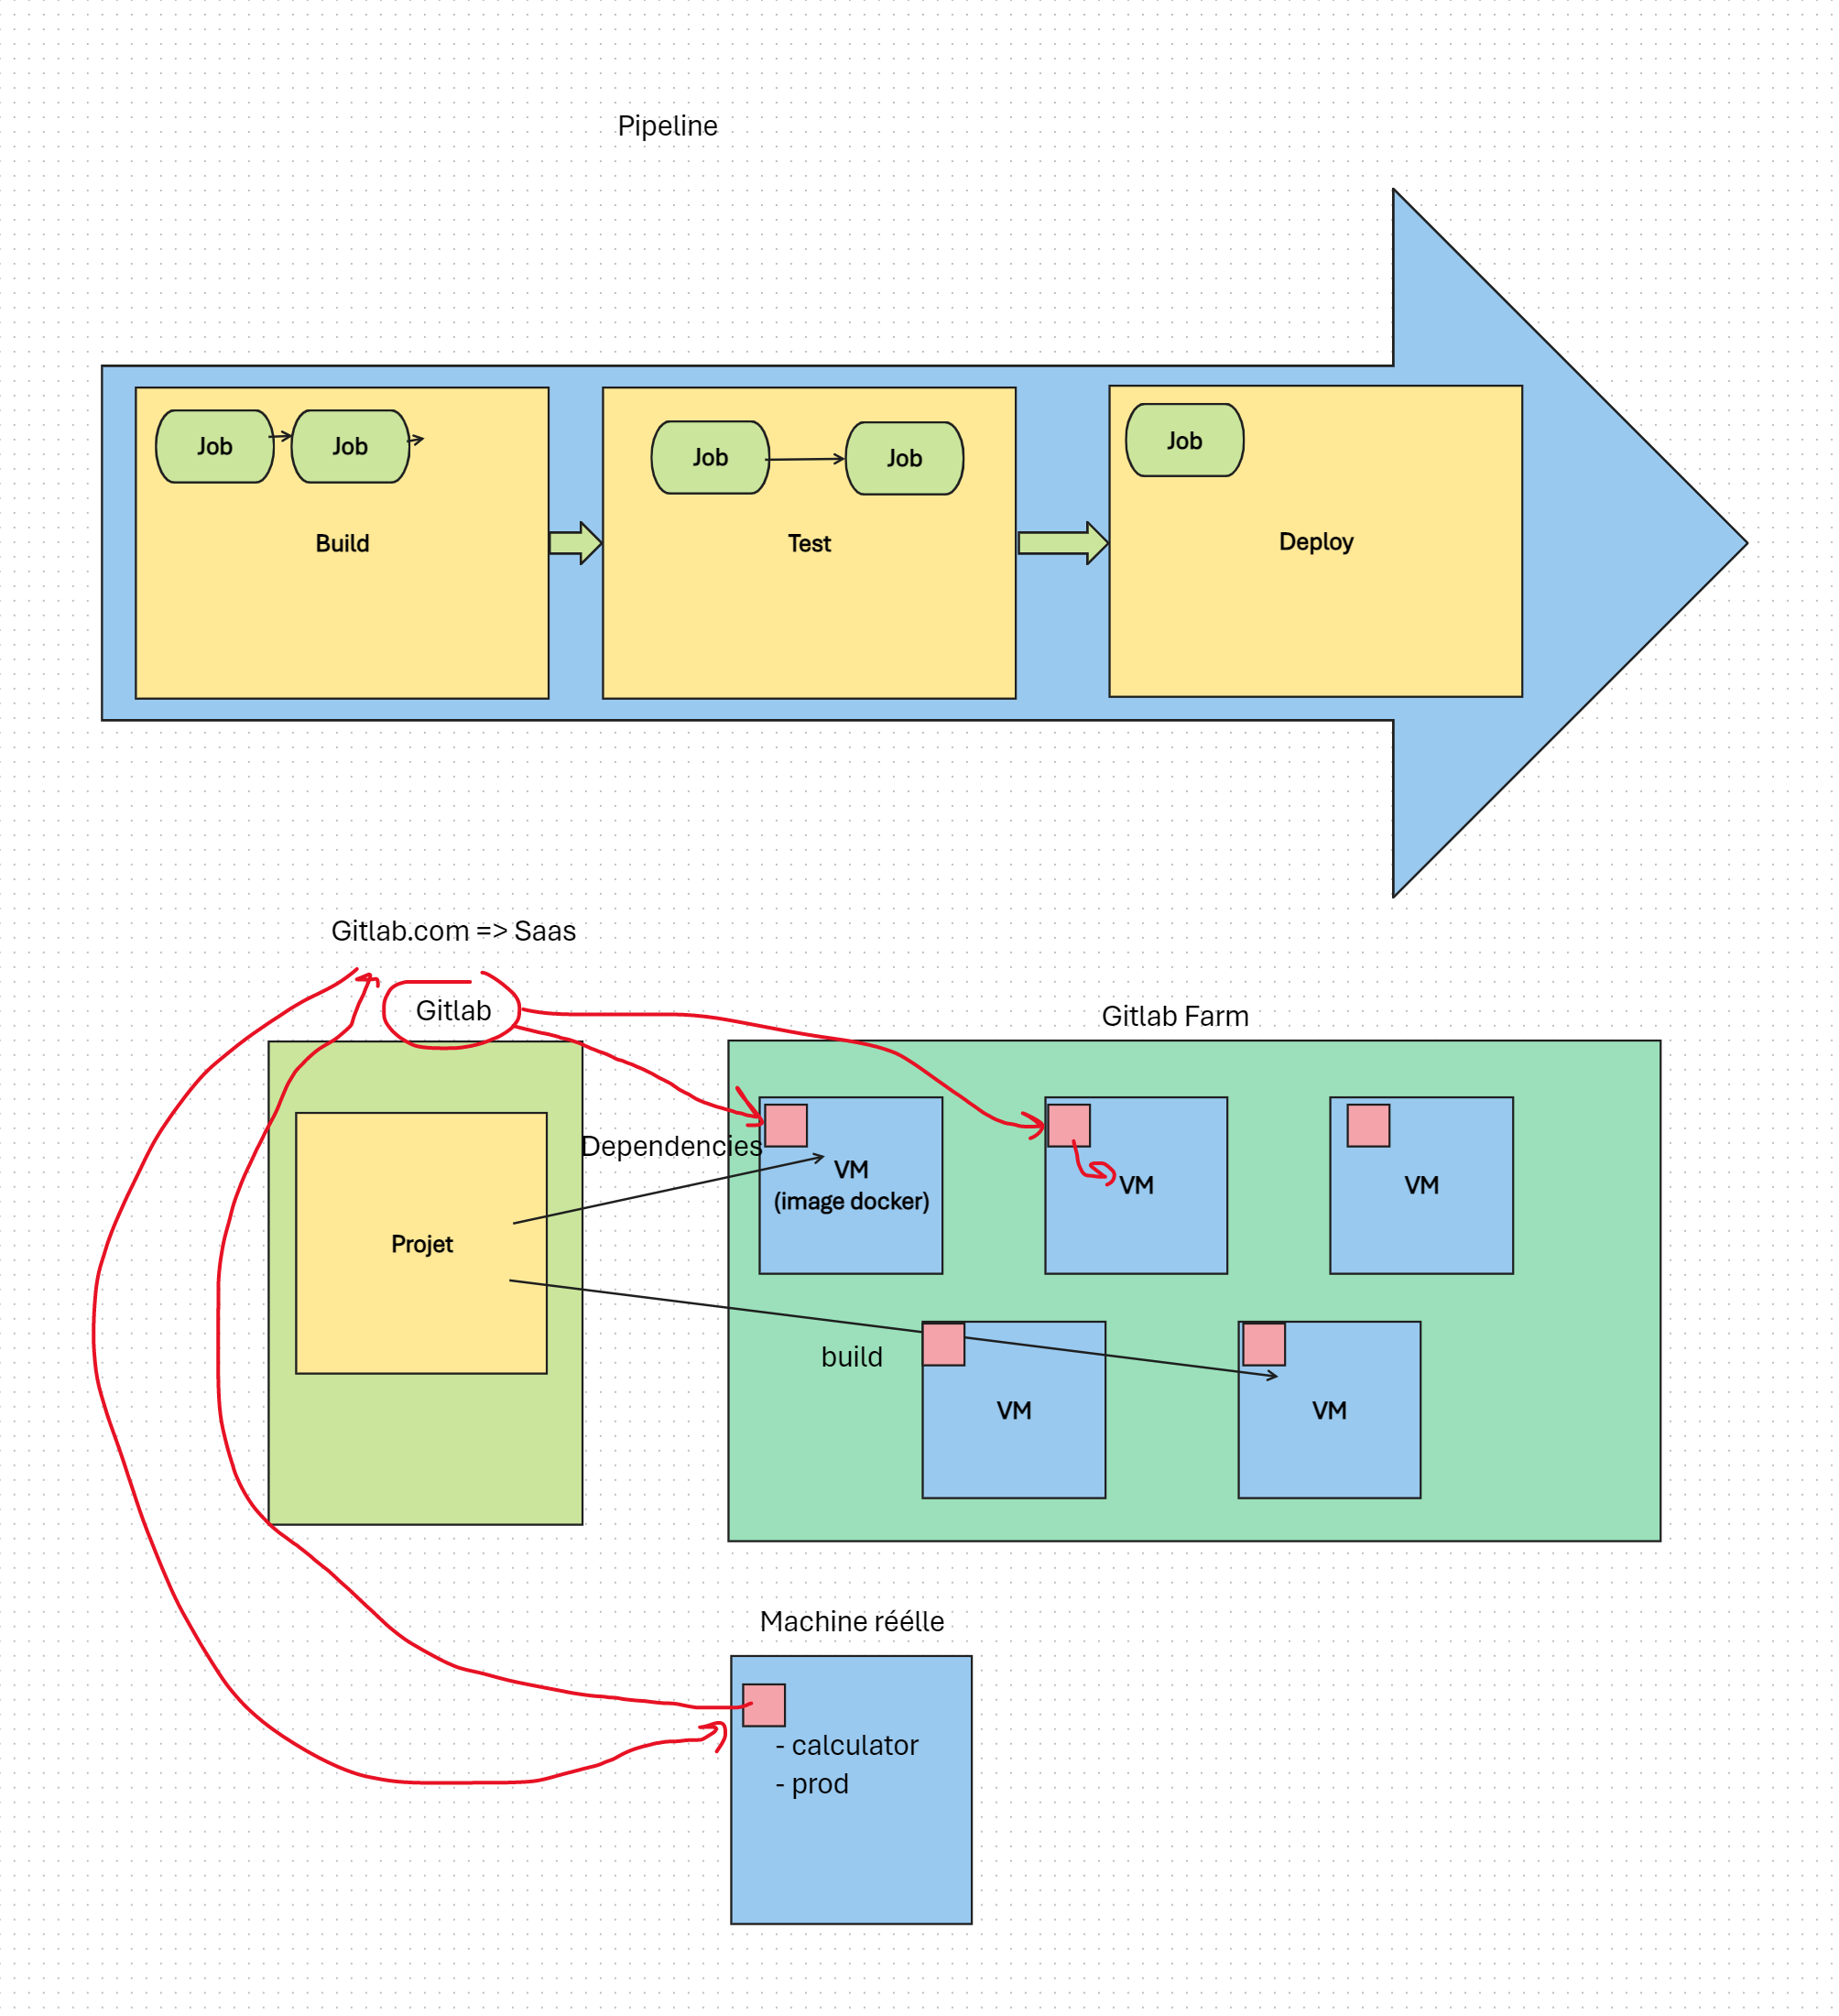 Pipeline
Job
Job
Job
Job
Job
Build
Test
Deploy
Gitlab.com => Saas
Gitlab
Gitlab Farm
Dependencies
VM
(image docker)
VM
VM
Projet
build
VM
VM
Machine réélle
- calculator
- prod